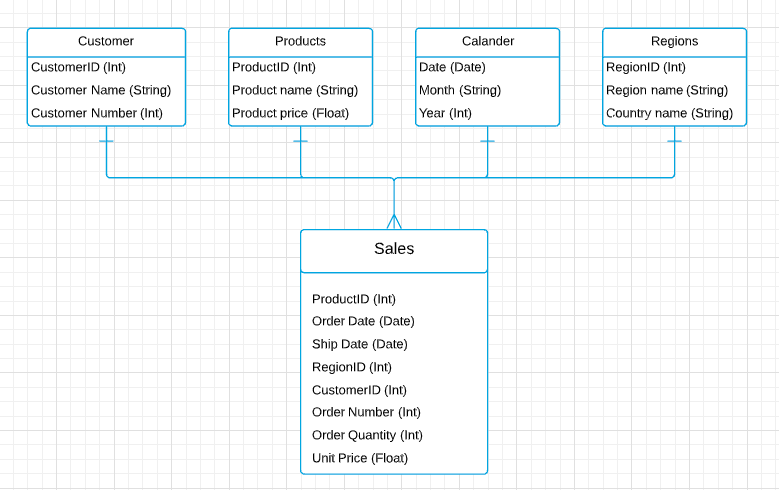 Customer
CustomerID (Int)
Customer Name (String)
Customer Number (Int)
Products
ProductID (Int)
Product name (String)
Product price (Float)
Calander
Date (Date)
Month (String)
Year (Int)
Regions
RegionID (Int)
Region name (String)
Country name (String)
Sales
ProductID (Int)
Order Date (Date)
Ship Date (Date)
RegionID (Int)
CustomerID (Int)
Order Number (Int)
Order Quantity (Int)
Unit Price (Float)